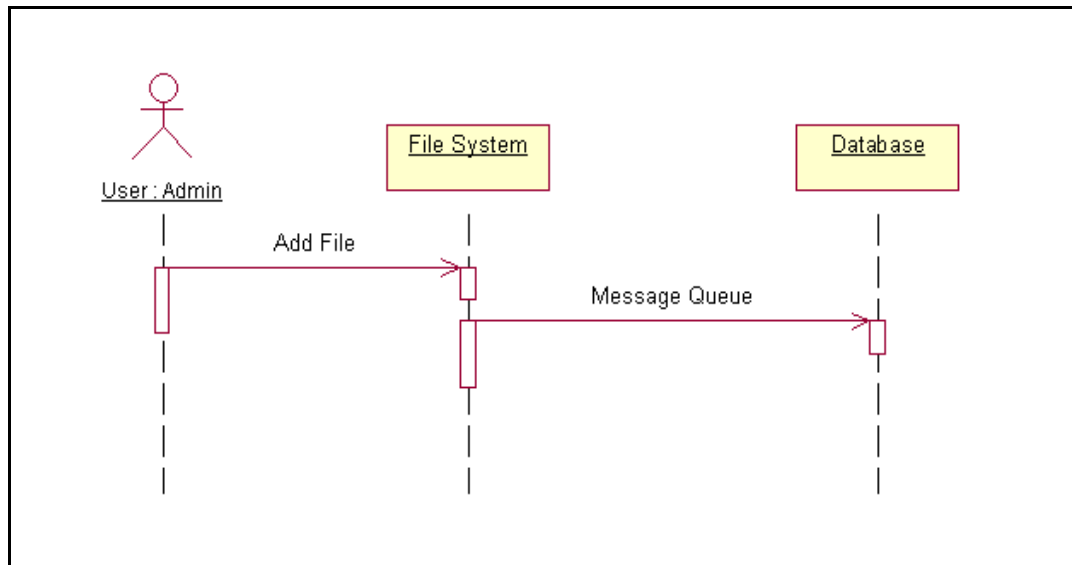 User : Admin
File System
Database
Add File
Message Queue